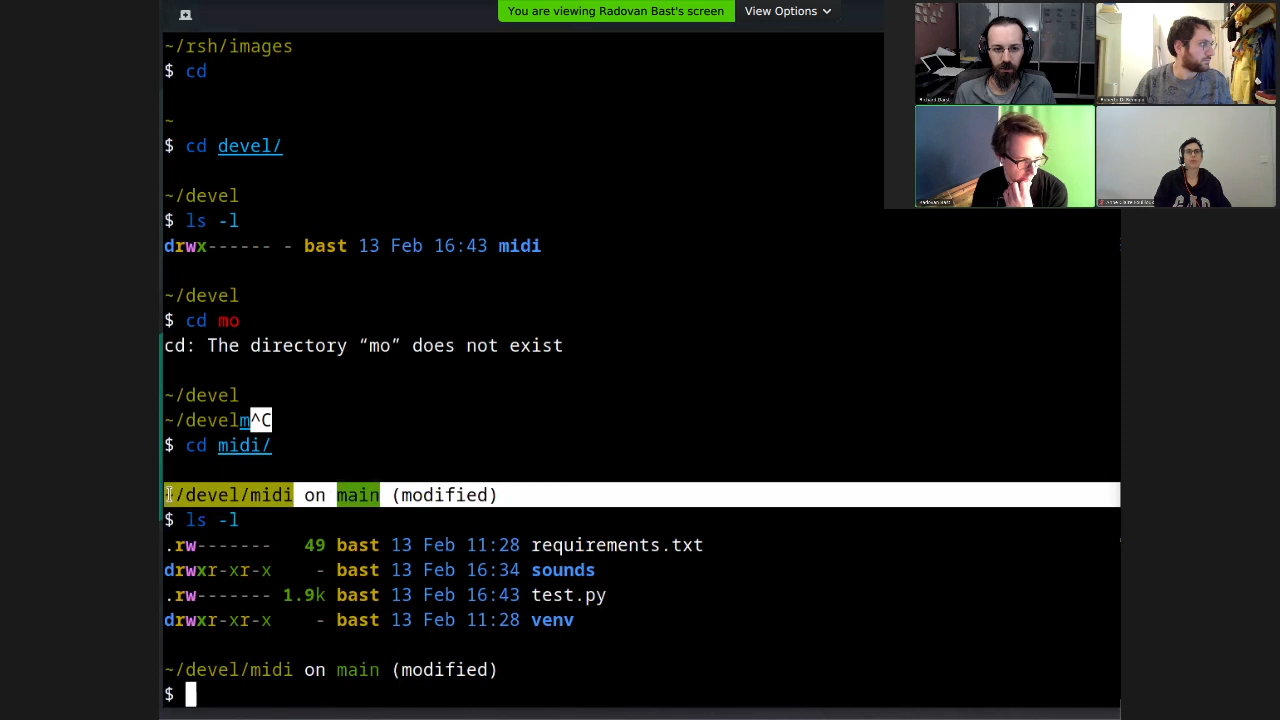 You are viewing Radovan Bast's screen
View Options
~/rsh/images
$ cd
~
$ cd devel/
~/devel
$ ls -l
drwx------ - bast 13 Feb 16:43 midi
~/devel
$ cd mo
cd: The directory “mo” does not exist
~/devel
~/develm^C
$ cd midi/
~/devel/midi on main (modified)
$ ls -l
.rw------- 49 bast 13 Feb 11:28 requirements.txt
drwxr-xr-x - bast 13 Feb 16:34 sounds
.rw------- 1.9k bast 13 Feb 16:43 test.py
drwxr-xr-x - bast 13 Feb 11:28 venv
~/devel/midi on main (modified)
$
Richard Darst
Radovan Bast